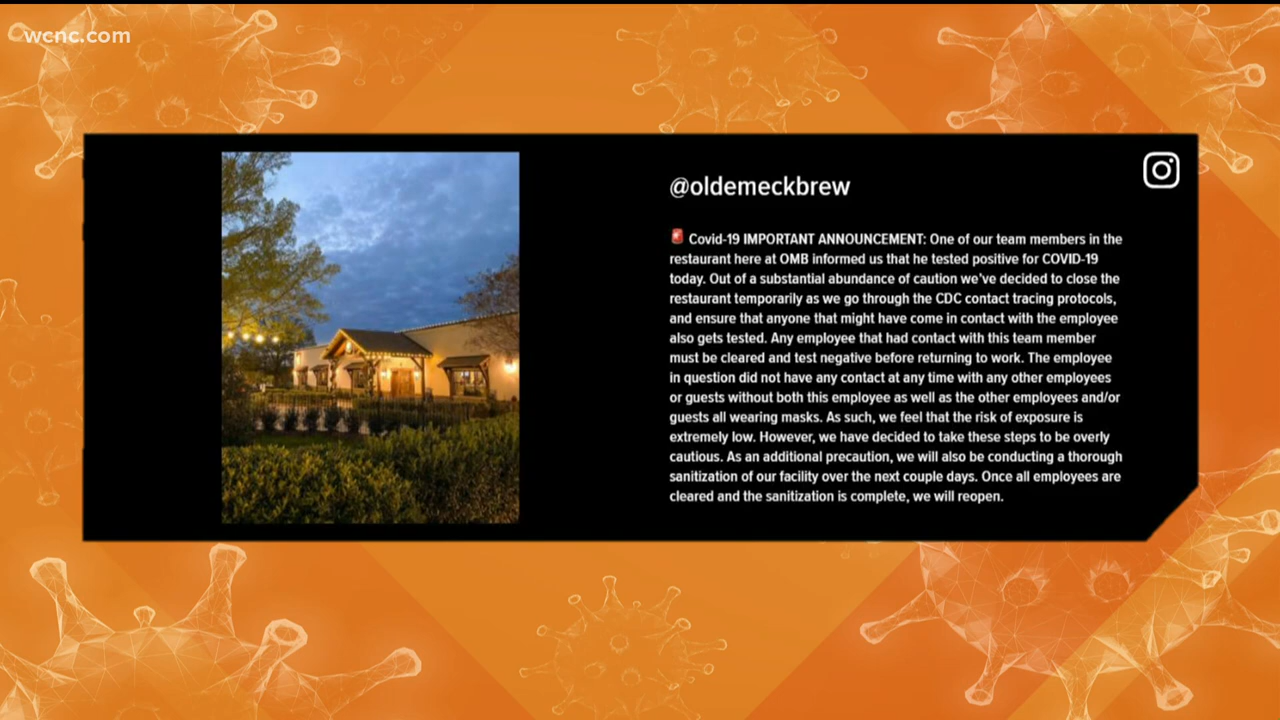 wcnc.com
@oldemeckbrew
🚨 Covid-19 IMPORTANT ANNOUNCEMENT: One of our team members in the
restaurant here at OMB informed us that he tested positive for COVID-19
today. Out of a substantial abundance of caution we've decided to close the
restaurant temporarily as we go through the CDC contact tracing protocols,
and ensure that anyone that might have come in contact with the employee
also gets tested. Any employee that had contact with this team member
must be cleared and test negative before returning to work. The employee
in question did not have any contact at any time with any other employees
or guests without both this employee as well as the other employees and/or
guests all wearing masks. As such, we feel that the risk of exposure is
extremely low. However, we have decided to take these steps to be overly
cautious. As an additional precaution, we will also be conducting a thorough
sanitization of our facility over the next couple days. Once all employees are
cleared and the sanitization is complete, we will reopen.